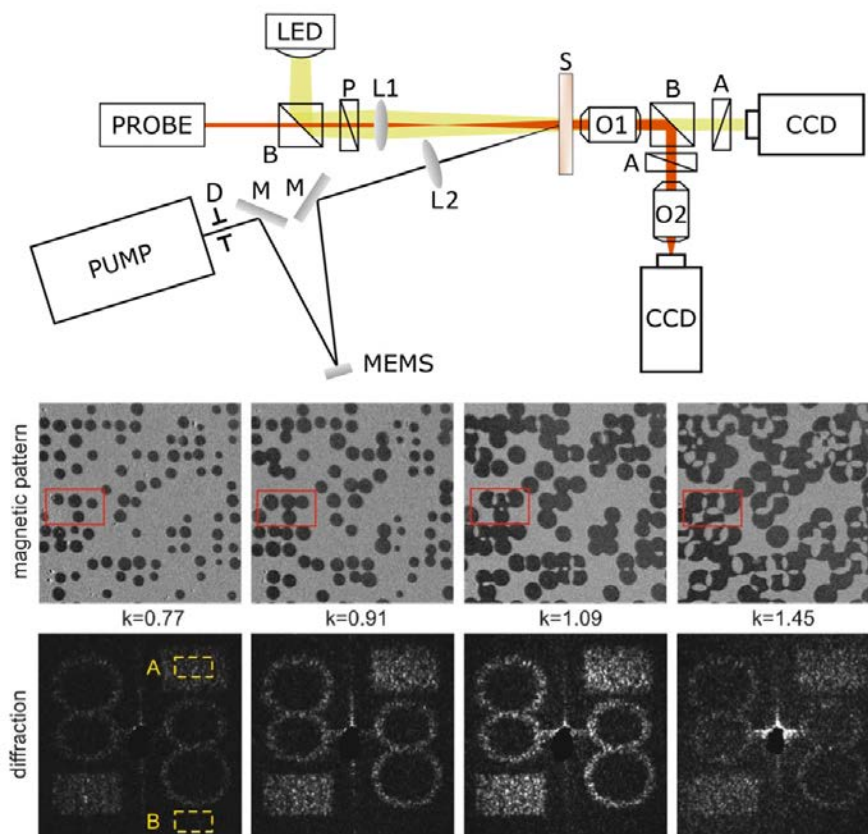 LED
S
P
L1
B
A
PROBE
B
O1
CCD
A
D
M
M
L2
O2
PUMP
CCD
MEMS
magnetic pattern
k=0.77
k=0.91
k=1.09
k=1.45
diffraction
A
B